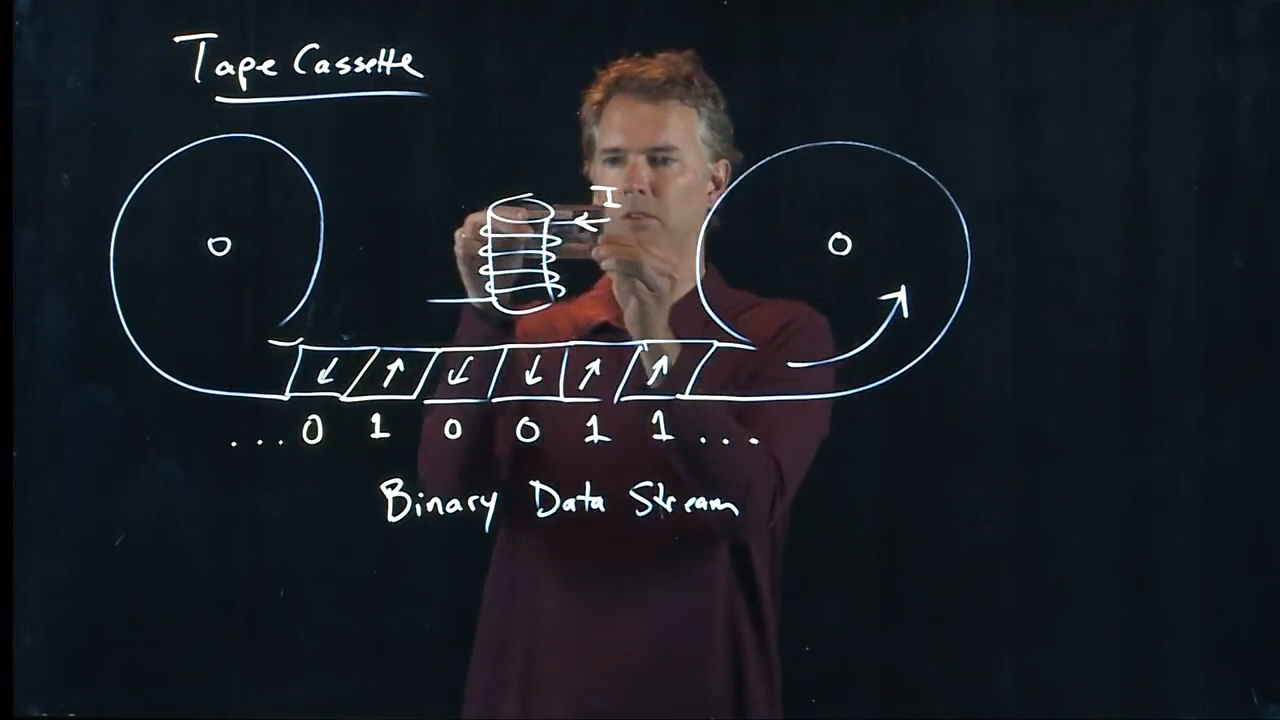 Tape Cassette
I
... 0 1 0 0 1 1 ...
Binary Data Stream